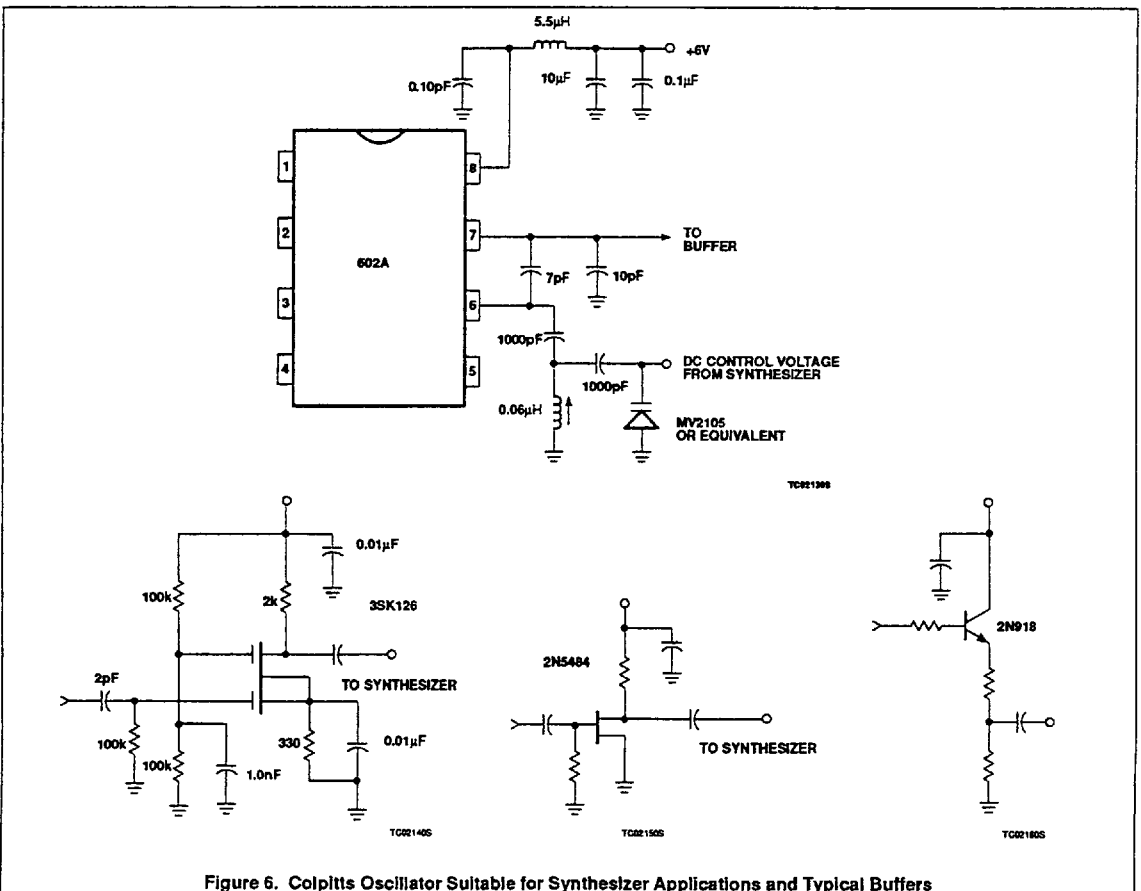 5.5μH
+6V
0.10pF
10μF
0.1μF
1
8
2
7
TO
BUFFER
602A
7pF
10pF
3
6
1000pF
4
5
DC CONTROL VOLTAGE
FROM SYNTHESIZER
1000pF
0.06μH
MV2105
OR EQUIVALENT
TC02130S
0.01μF
100k
2k
3SK126
2N918
2N5484
2pF
TO SYNTHESIZER
100k
330
0.01μF
TO SYNTHESIZER
100k
1.0nF
TC02140S
TC02150S
TC02160S
Figure 6. Colpitts Oscillator Suitable for Synthesizer Applications and Typical Buffers